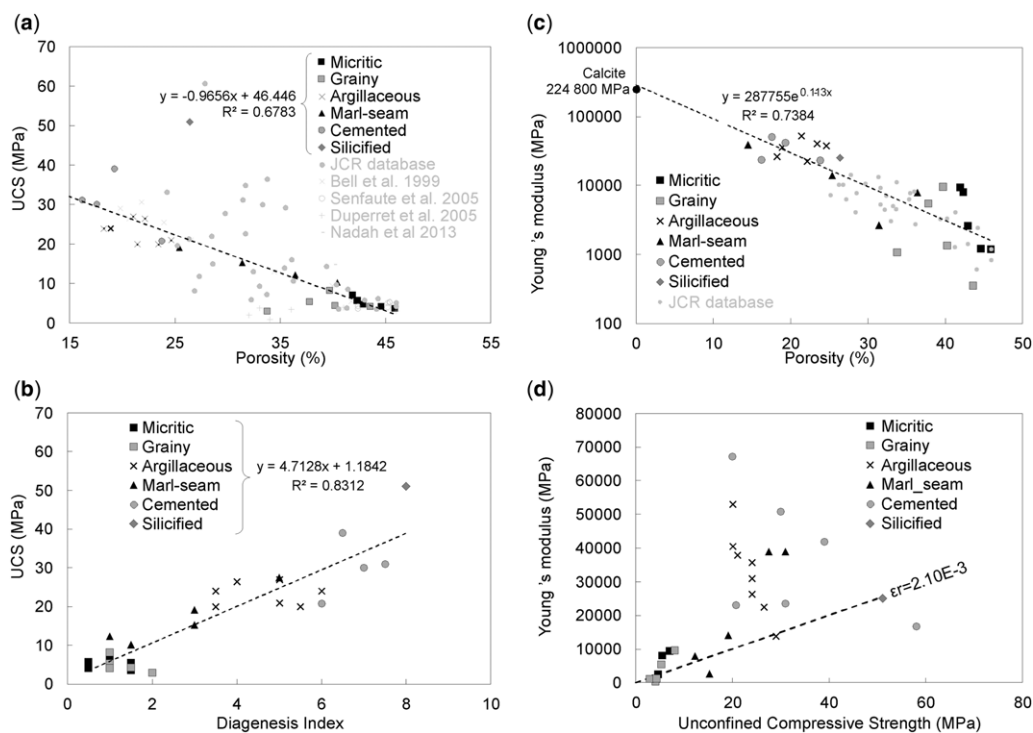 (a)
70
60
50
40
30
20
10
0
UCS (MPa)
15
25
35
45
55
Porosity (%)
y = -0.9656x + 46.446
R² = 0.6783
Micritic
Grainy
Argillaceous
Marl-seam
Cemented
Silicified
JCR database
Bell et al. 1999
Senfaute et al. 2005
Duperret et al. 2005
Nadah et al 2013
(c)
1000000
100000
10000
1000
100
Young 's modulus (MPa)
0
10
20
30
40
50
Porosity (%)
Calcite
224 800 MPa
y = 287755e^0.143x
R² = 0.7384
Micritic
Grainy
Argillaceous
Marl-seam
Cemented
Silicified
JCR database
(b)
70
60
50
40
30
20
10
0
UCS (MPa)
0
2
4
6
8
10
Diagenesis Index
Micritic
Grainy
Argillaceous
Marl-seam
Cemented
Silicified
y = 4.7128x + 1.1842
R² = 0.8312
(d)
80000
70000
60000
50000
40000
30000
20000
10000
0
Young 's modulus (MPa)
0
20
40
60
80
Unconfined Compressive Strength (MPa)
Micritic
Grainy
Argillaceous
Marl_seam
Cemented
Silicified
εr=2.10E-3